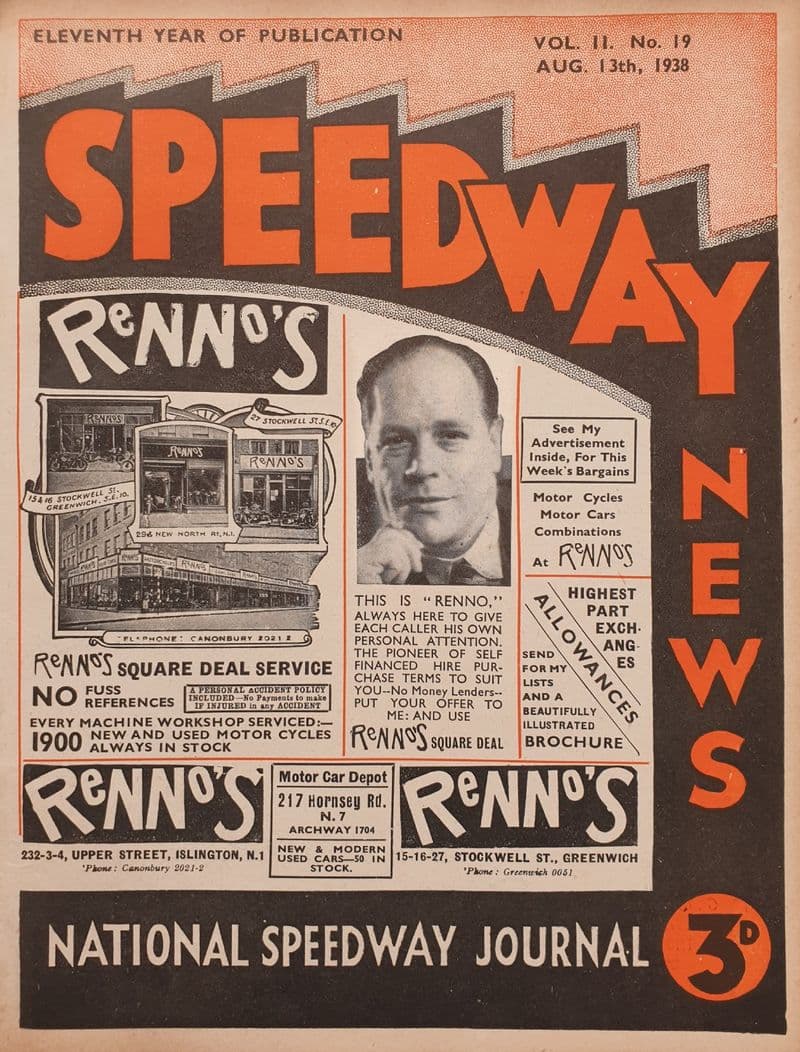 ELEVENTH YEAR OF PUBLICATION
VOL. 11. No. 19
AUG. 13th, 1938
SPEEDWAY
NEWS
RENNO'S
RENNO'S
RENNO'S
RENNO'S
27 STOCKWELL ST. S.E.10.
15 & 16 STOCKWELL ST.
GREENWICH, S.E.10.
296 NEW NORTH RD, N.1.
CANONBURY 2021 2
RENNO'S SQUARE DEAL SERVICE
NO FUSS
REFERENCES
A PERSONAL ACCIDENT POLICY
INCLUDED—No Payments to make
IF INJURED in any ACCIDENT
EVERY MACHINE WORKSHOP SERVICED:—
1900 NEW AND USED MOTOR CYCLES
ALWAYS IN STOCK
THIS IS "RENNO,"
ALWAYS HERE TO GIVE
EACH CALLER HIS OWN
PERSONAL ATTENTION.
THE PIONEER OF SELF
FINANCED HIRE PUR-
CHASE TERMS TO SUIT
YOU--No Money Lenders--
PUT YOUR OFFER TO
ME: AND USE
RENNO'S SQUARE DEAL
See My
Advertisement
Inside, For This
Week's Bargains
Motor Cycles
Motor Cars
Combinations
At RENNO'S
HIGHEST
PART
EXCH-
ANG-
ES
ALLOWANCES
SEND
FOR MY
LISTS
AND A
BEAUTIFULLY
ILLUSTRATED
BROCHURE
RENNO'S
232-3-4, UPPER STREET, ISLINGTON, N.1
'Phone: Canonbury 2021-2
Motor Car Depot
217 Hornsey Rd.
N. 7
ARCHWAY 1704
NEW & MODERN
USED CARS—50 IN
STOCK.
RENNO'S
15-16-27, STOCKWELL ST., GREENWICH
'Phone: Greenwich 0051
NATIONAL SPEEDWAY JOURNAL
3D